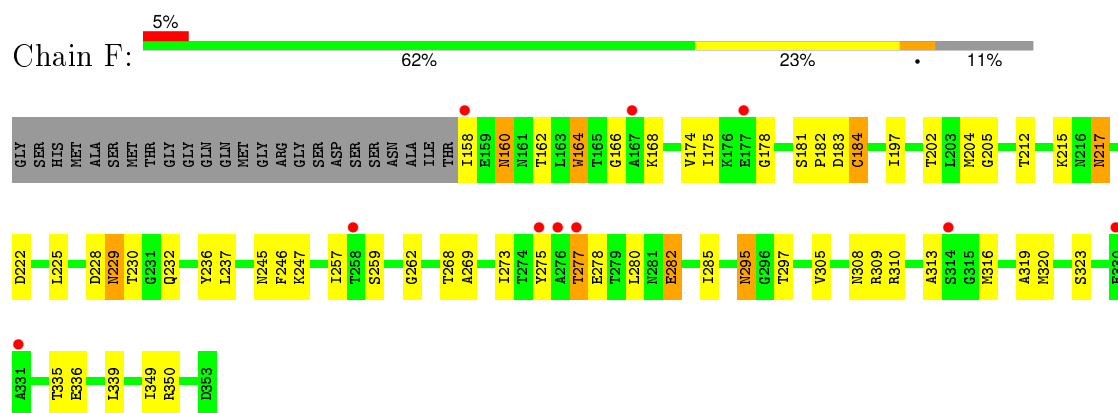 5%
Chain F:
62% 23% • 11%
GLY SER HIS MET ALA SER MET THR GLY GLY GLN GLN MET GLY ARG GLY SER ASP SER SER ASN ALA ILE THR I158 E159 N160 N161 T162 L163 W164 T165 G166 A167 K168 V174 I175 K176 E177 G178 S181 P182 D183 C184 I197 T202 L203 M204 G205 T212 K215 N216 N217
D222 L225 D228 N229 T230 G231 Q232 Y236 L237 N245 F246 K247 I257 T258 S259 G262 T268 A269 I273 T274 Y275 A276 T277 E278 T279 L280 N281 E282 I285 N295 G296 T297 V305 N308 R309 R310 A313 S314 G315 M316 A319 M320 S323
A331 T335 E336 L339 I349 R350 D353